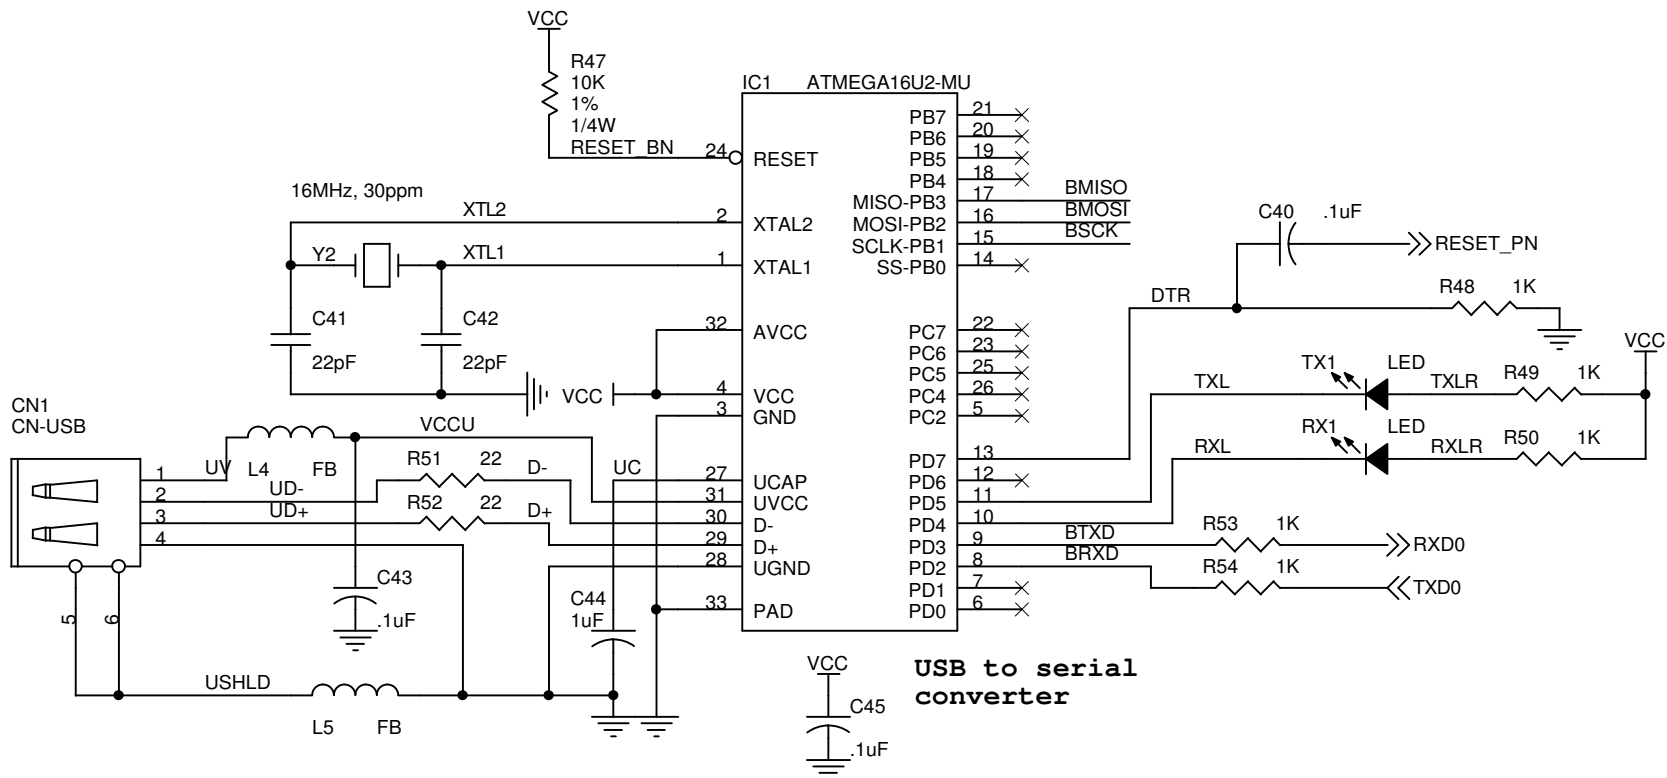 VCC
R47
10K
1%
1/4W
RESET_BN
IC1
ATMEGA16U2-MU
24
RESET
16MHz, 30ppm
XTL2
2
XTAL2
Y2
XTL1
1
XTAL1
C41
22pF
C42
22pF
32
AVCC
VCC
4
VCC
3
GND
CN1
CN-USB
VCCU
UV
L4
FB
1
2
3
4
UD-
UD+
R51
22
D-
R52
22
D+
UC
27
UCAP
31
UVCC
30
D-
29
D+
28
UGND
33
PAD
C43
.1uF
C44
1uF
5
6
USHLD
L5
FB
PB7
21
PB6
20
PB5
19
PB4
18
MISO-PB3
17
BMISO
MOSI-PB2
16
BMOSI
SCLK-PB1
15
BSCK
SS-PB0
14
PC7
22
PC6
23
PC5
25
PC4
26
PC2
5
PD7
13
PD6
12
PD5
11
PD4
10
PD3
9
BTXD
PD2
8
BRXD
PD1
7
PD0
6
C40
.1uF
RESET_PN
DTR
R48
1K
VCC
TXL
TX1
LED
TXLR
R49
1K
RXL
RX1
LED
RXLR
R50
1K
R53
1K
RXD0
R54
1K
TXD0
USB to serial
converter
VCC
C45
.1uF